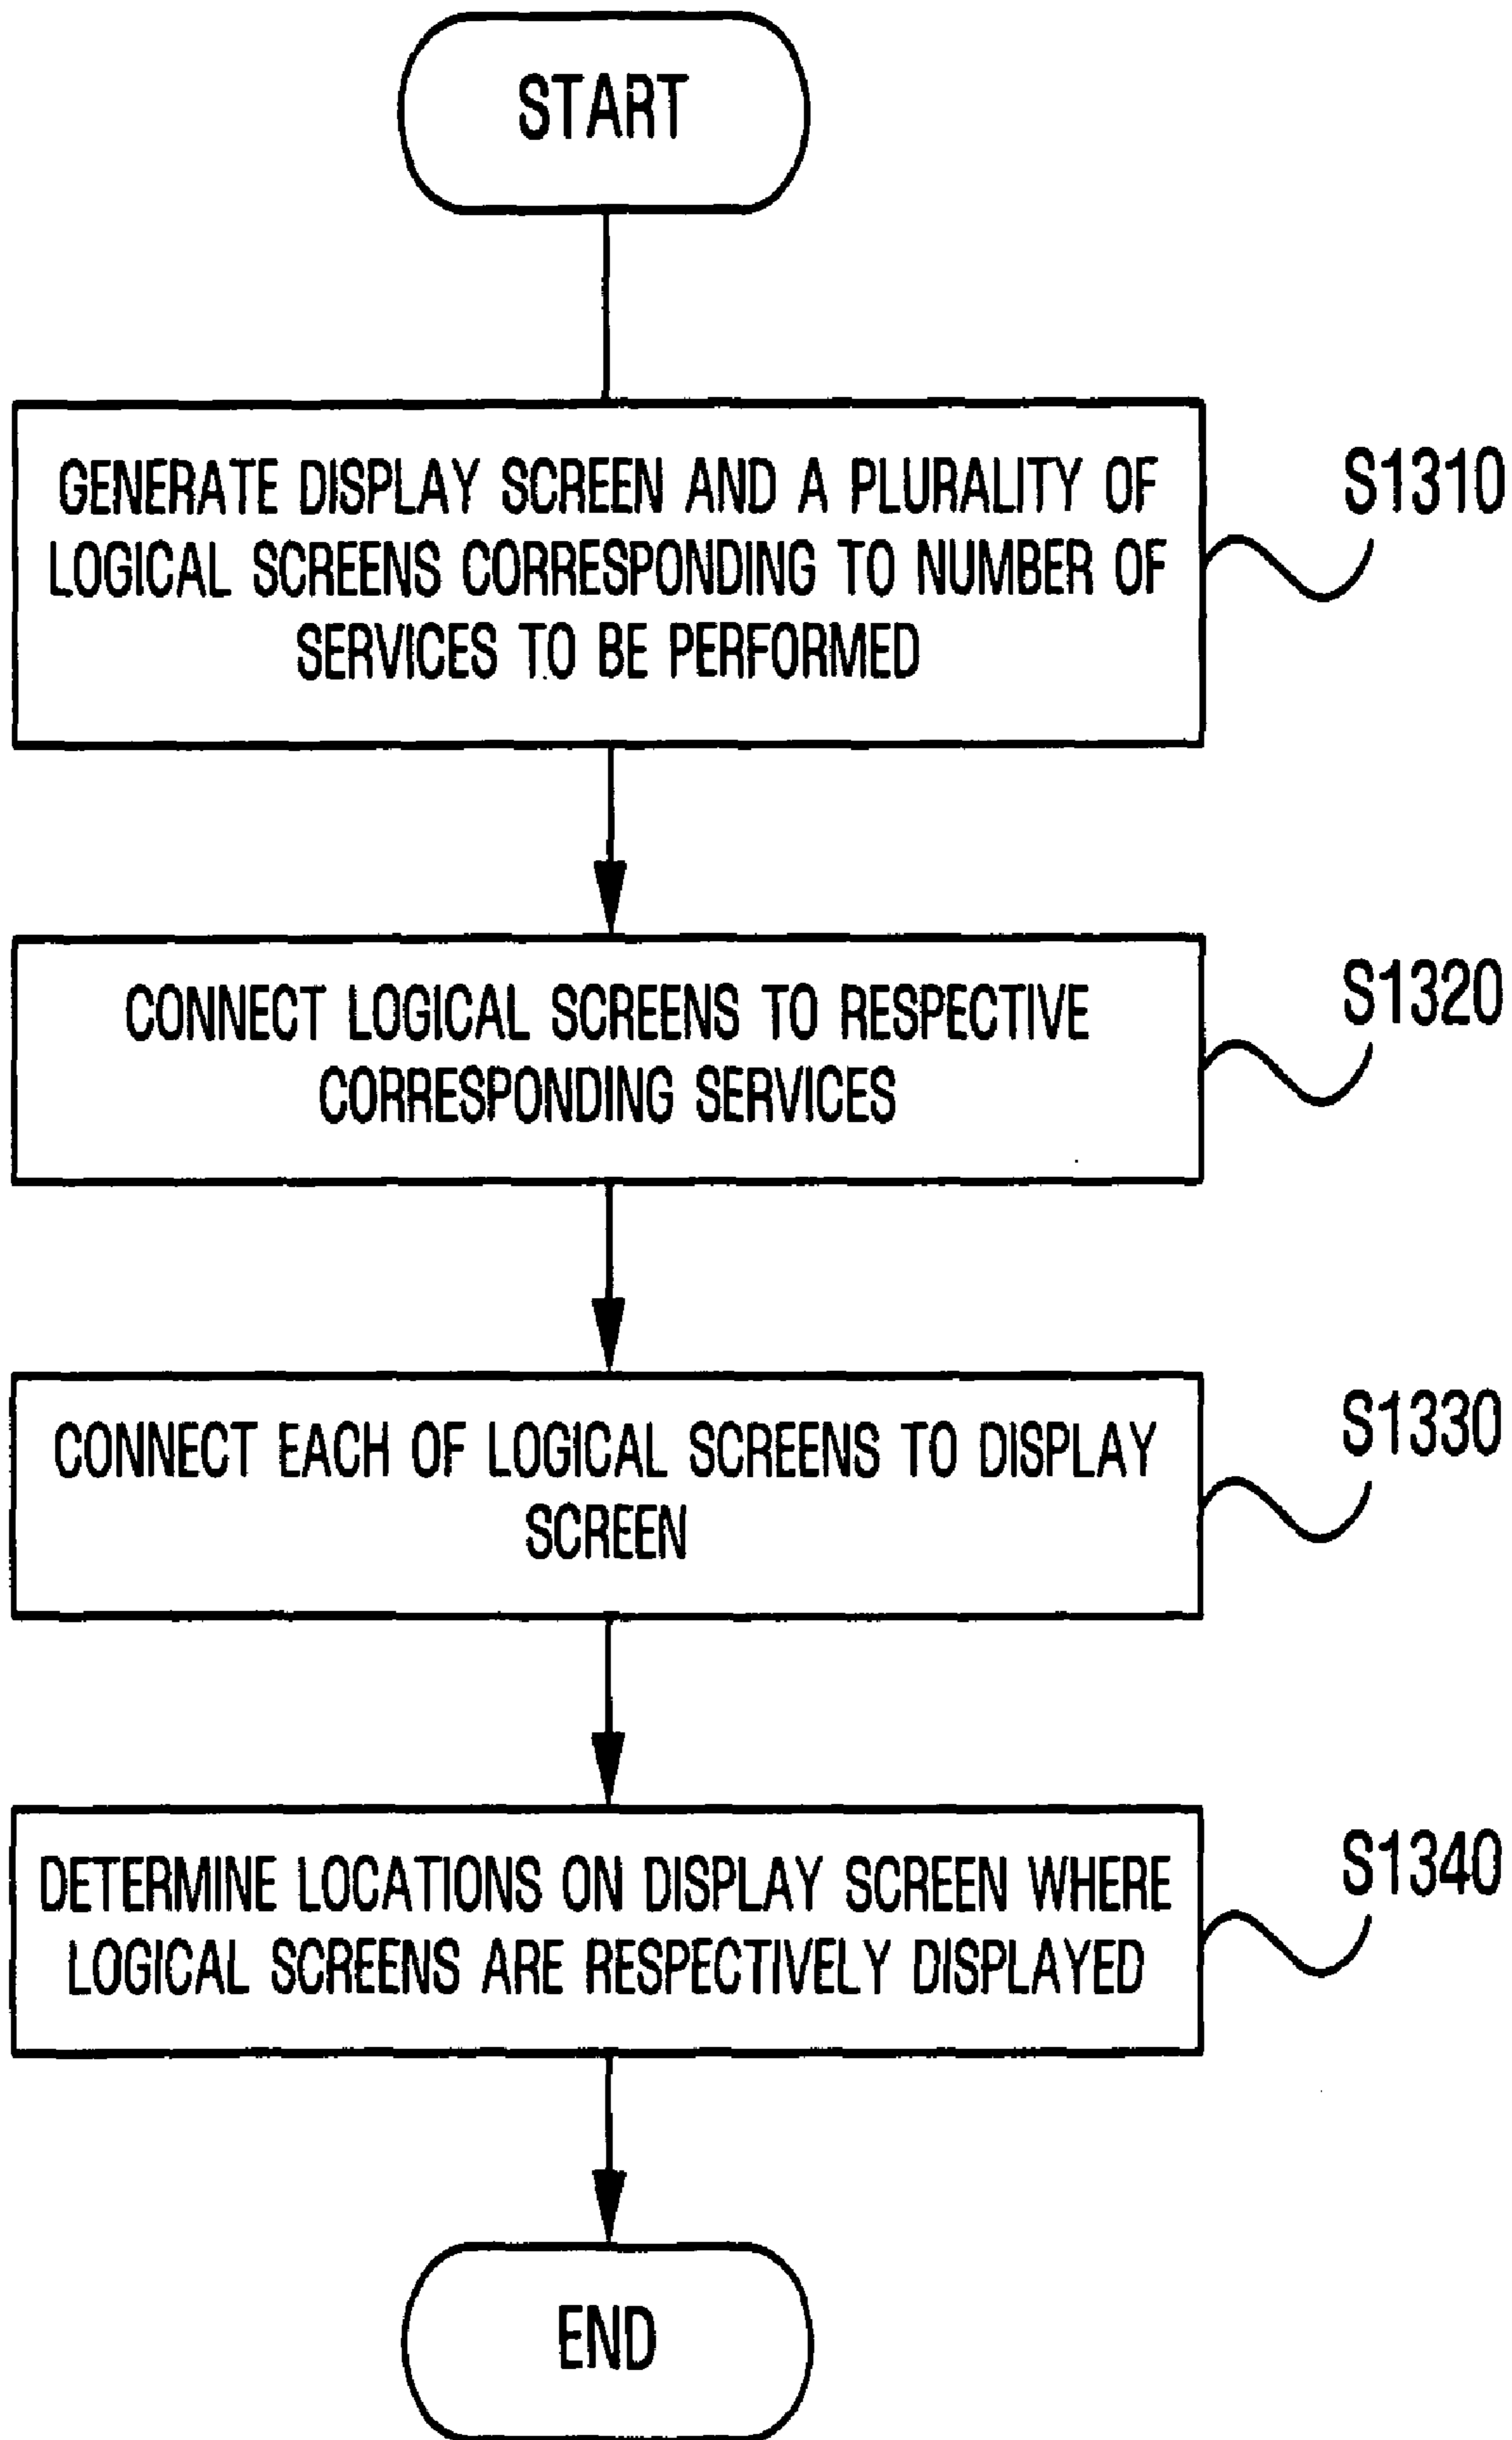 START
GENERATE DISPLAY SCREEN AND A PLURALITY OF
LOGICAL SCREENS CORRESPONDING TO NUMBER OF
SERVICES TO BE PERFORMED
S1310
CONNECT LOGICAL SCREENS TO RESPECTIVE
CORRESPONDING SERVICES
S1320
CONNECT EACH OF LOGICAL SCREENS TO DISPLAY
SCREEN
S1330
DETERMINE LOCATIONS ON DISPLAY SCREEN WHERE
LOGICAL SCREENS ARE RESPECTIVELY DISPLAYED
S1340
END